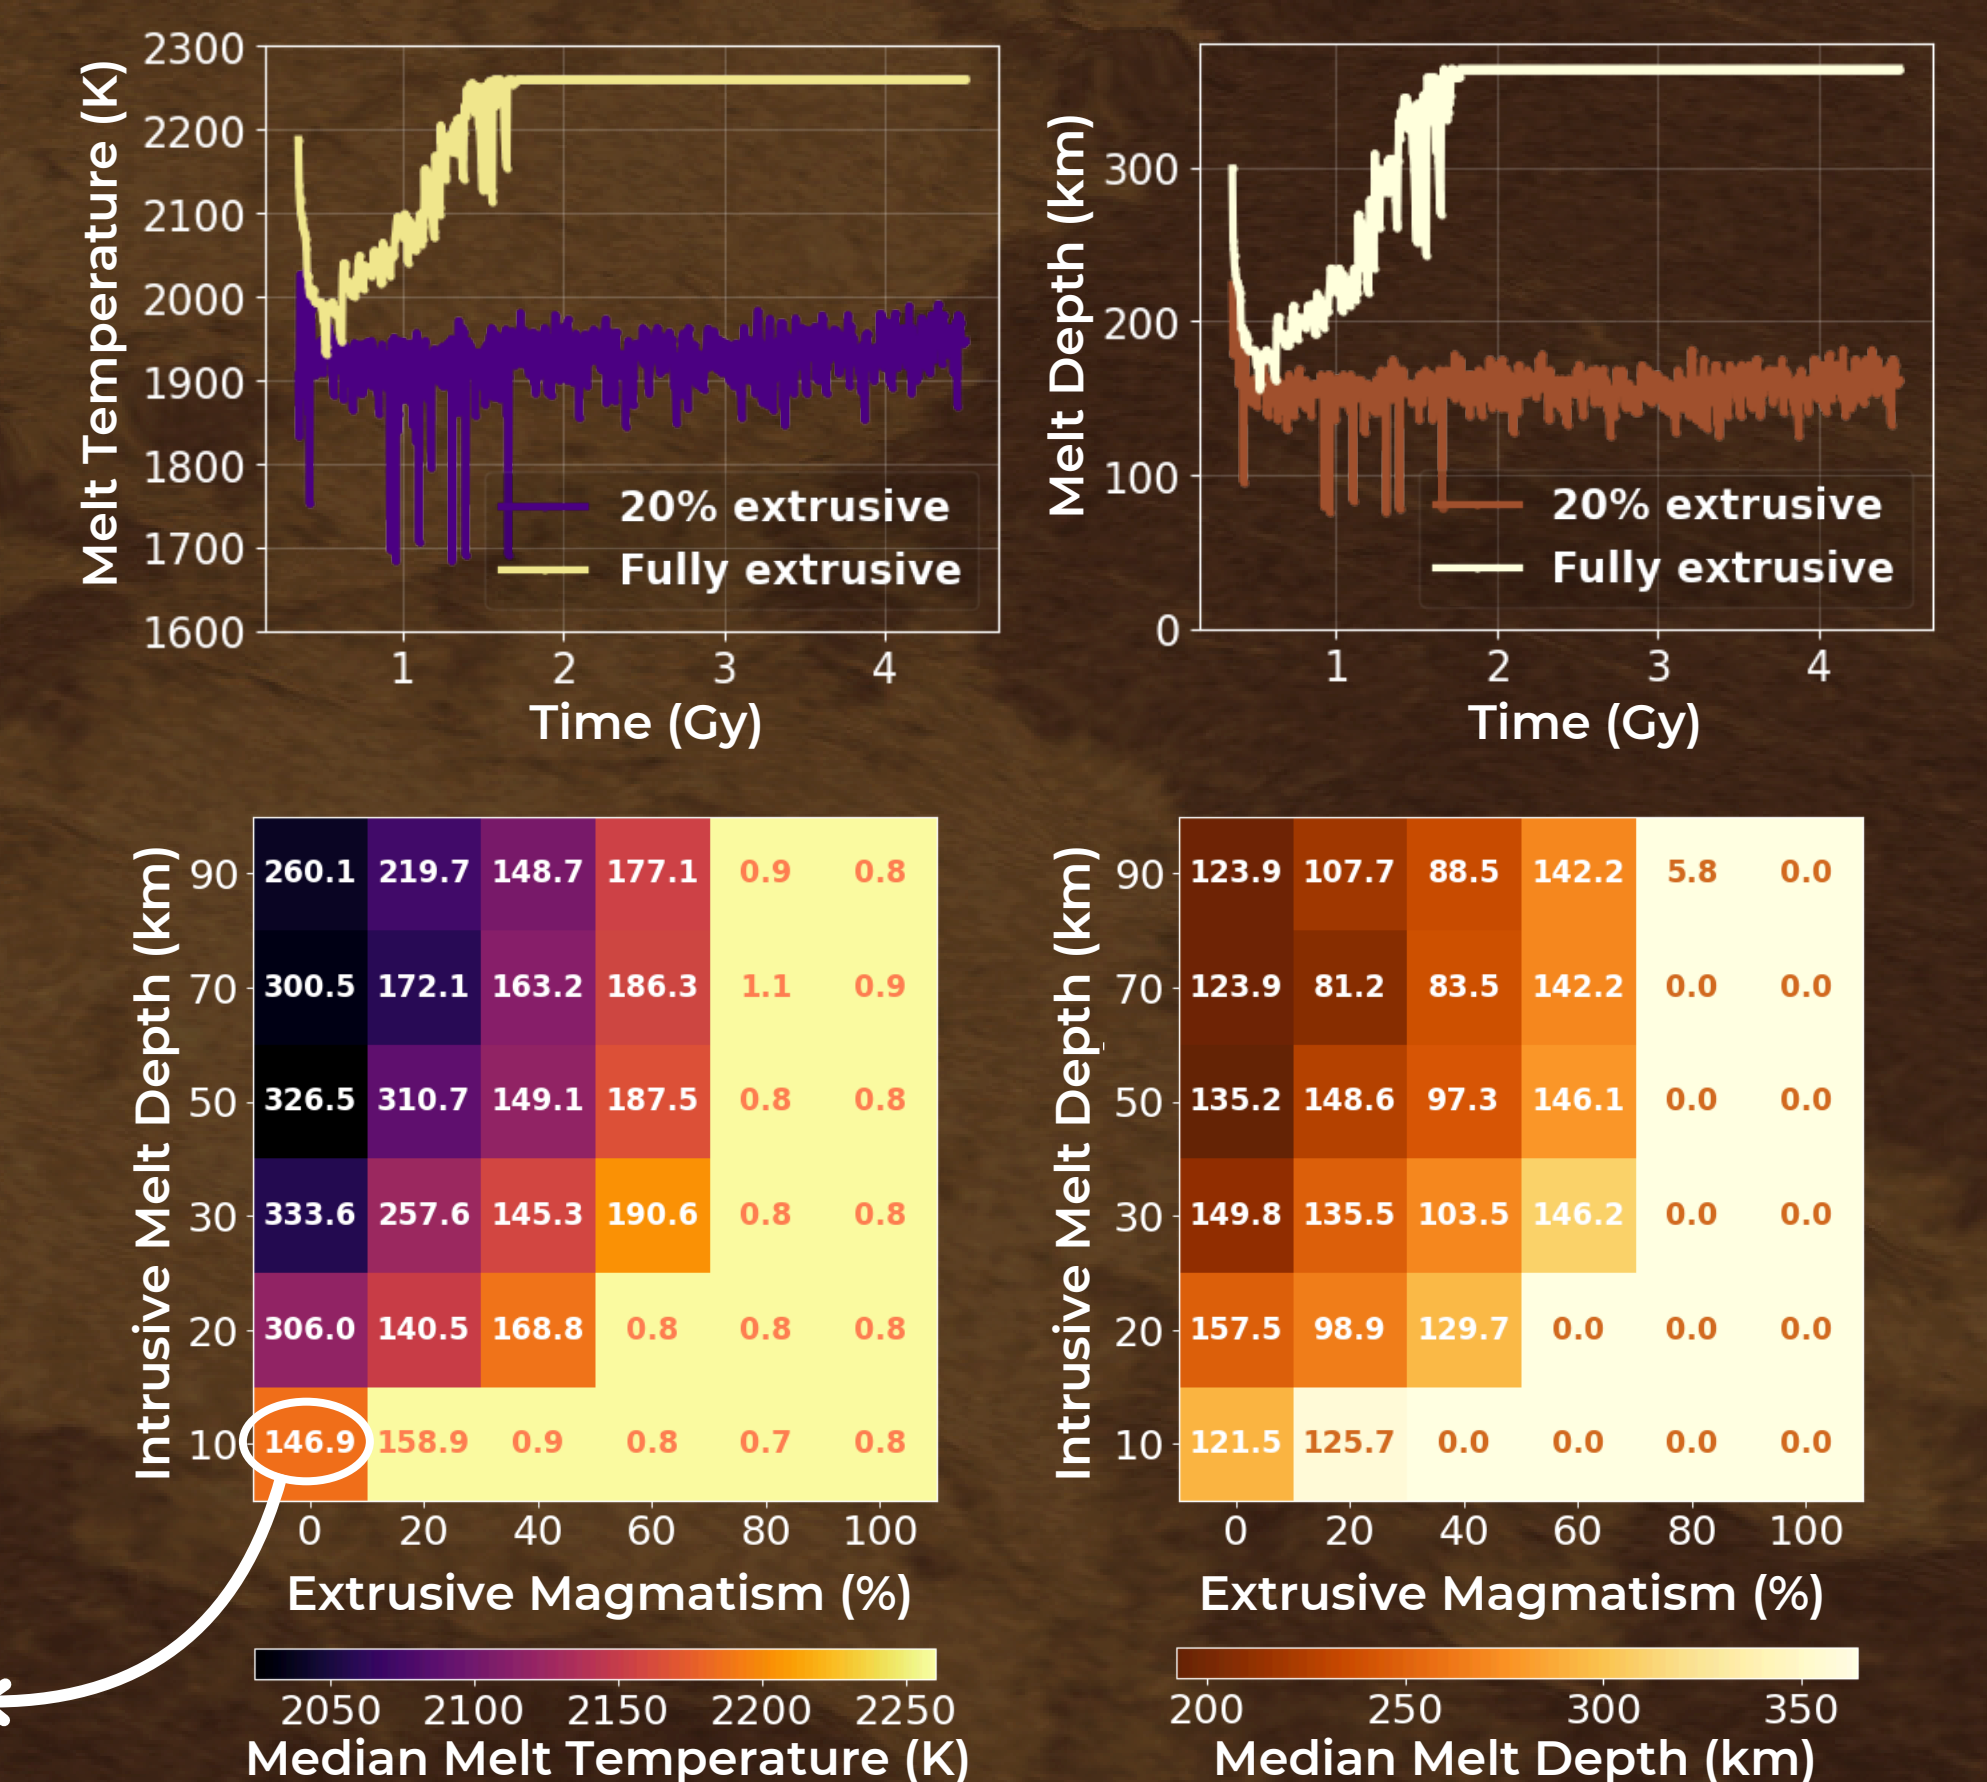 Melt Temperature (K)
2300
2200
2100
2000
1900
1800
1700
1600
20% extrusive
Fully extrusive
1 2 3 4
Time (Gy)
Melt Depth (km)
300
200
100
0
20% extrusive
Fully extrusive
1 2 3 4
Time (Gy)
Intrusive Melt Depth (km)
90 260.1 219.7 148.7 177.1 0.9 0.8
70 300.5 172.1 163.2 186.3 1.1 0.9
50 326.5 310.7 149.1 187.5 0.8 0.8
30 333.6 257.6 145.3 190.6 0.8 0.8
20 306.0 140.5 168.8 0.8 0.8 0.8
10 146.9 158.9 0.9 0.8 0.7 0.8
0 20 40 60 80 100
Extrusive Magmatism (%)
2050 2100 2150 2200 2250
Median Melt Temperature (K)
Intrusive Melt Depth (km)
90 123.9 107.7 88.5 142.2 5.8 0.0
70 123.9 81.2 83.5 142.2 0.0 0.0
50 135.2 148.6 97.3 146.1 0.0 0.0
30 149.8 135.5 103.5 146.2 0.0 0.0
20 157.5 98.9 129.7 0.0 0.0 0.0
10 121.5 125.7 0.0 0.0 0.0 0.0
0 20 40 60 80 100
Extrusive Magmatism (%)
200 250 300 350
Median Melt Depth (km)